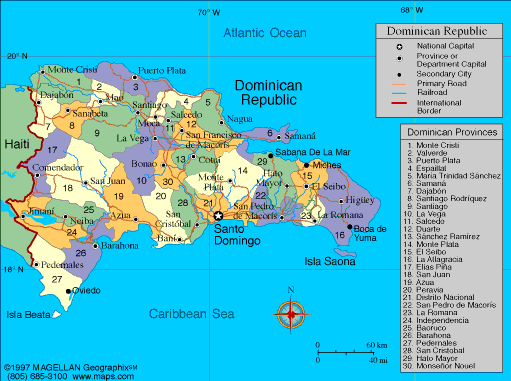 70° W
68° W
Atlantic Ocean
20° N
Dominican Republic
National Capital
Province or
Department Capital
Secondary City
Primary Road
Railroad
International
Border
Monte Cristi
Puerto Plata
Dominican
Republic
Dajabón
Mao
Sanabeta
Santiago
Moca
Salcedo
Nagua
La Vega
San Francisco
de Macorís
Samaná
Sabana De La Mar
Haiti
Comendador
Bonao
Cotuí
Miches
San Juan
Monte
Plata
Hato
Mayor
El Seibo
Higüey
Jimaní
Neiba
Azua
San
Cristóbal
San Pedro
de Macorís
La Romana
Baní
Santo
Domingo
Boca de
Yuma
Barahona
Isla Saona
18° N
Pedernales
Oviedo
Isla Beata
Caribbean Sea
1
2
3
4
5
6
7
8
9
10
11
12
13
14
15
16
17
18
20
21
22
23
24
25
26
27
28
29
30
Dominican Provinces
1. Monte Cristi
2. Valverde
3. Puerto Plata
4. Espaillat
5. María Trinidad Sánchez
6. Samaná
7. Dajabón
8. Santiago Rodríguez
9. Santiago
10. La Vega
11. Salcedo
12. Duarte
13. Sánchez Ramírez
14. Monte Plata
15. El Seibo
16. La Altagracia
17. Elías Piña
18. San Juan
19. Azua
20. Peravia
21. Distrito Nacional
22. San Pedro de Macorís
23. La Romana
24. Independencia
25. Baoruco
26. Barahona
27. Pedernales
28. San Cristobal
29. Hato Mayor
30. Monseñor Nouel
0 60 km
0 40 mi
©1997 MAGELLAN Geographix℠
(805) 685-3100 www.maps.com